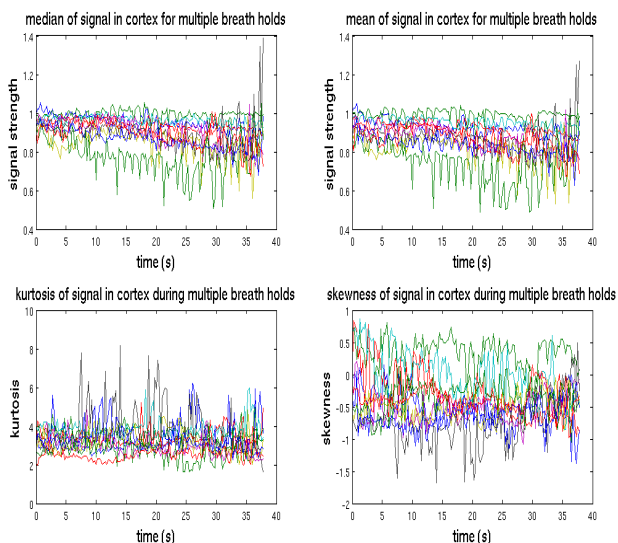 median of signal in cortex for multiple breath holds
signal strength
1.4
1.2
1
0.8
0.6
0.4
0 5 10 15 20 25 30 35 40
time (s)
mean of signal in cortex for multiple breath holds
signal strength
1.4
1.2
1
0.8
0.6
0.4
0 5 10 15 20 25 30 35 40
time (s)
kurtosis of signal in cortex during multiple breath holds
kurtosis
10
8
6
4
2
0
0 5 10 15 20 25 30 35 40
time (s)
skewness of signal in cortex during multiple breath holds
skewness
1
0.5
0
-0.5
-1
-1.5
-2
0 5 10 15 20 25 30 35 40
time (s)